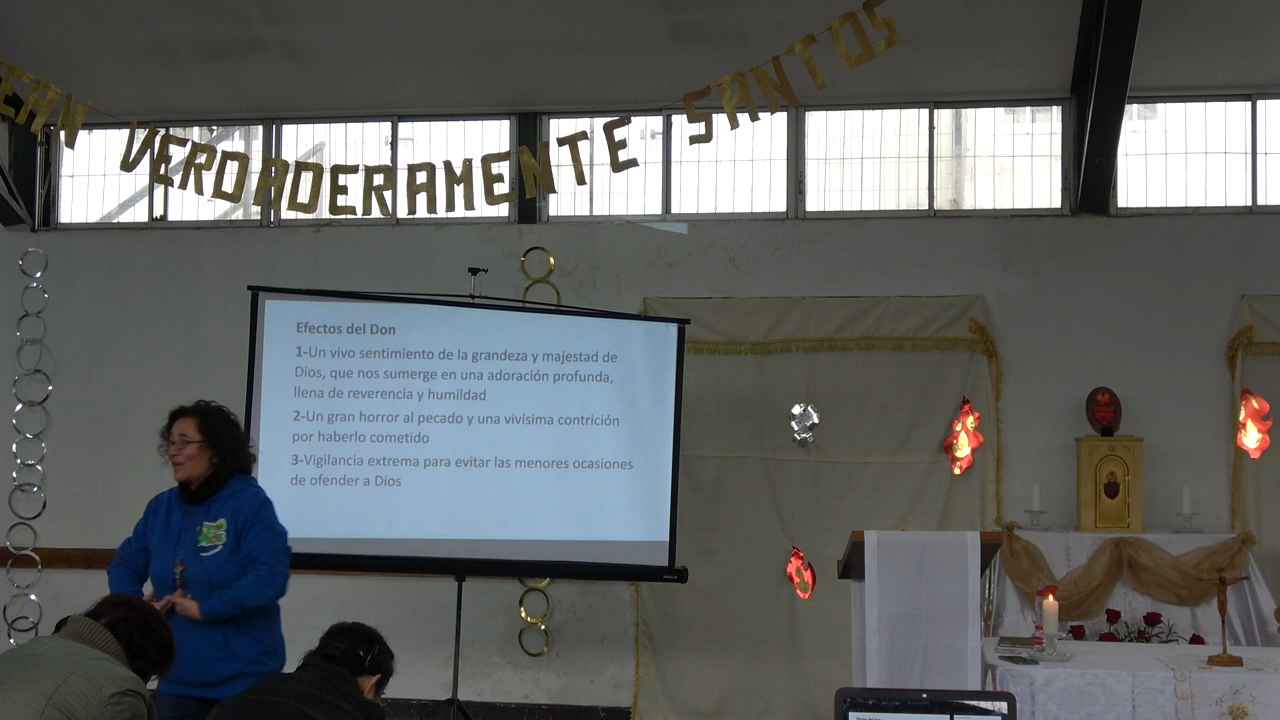 SEAN VERDADERAMENTE SANTOS
Efectos del Don
1-Un vivo sentimiento de la grandeza y majestad de
Dios, que nos sumerge en una adoración profunda,
llena de reverencia y humildad
2-Un gran horror al pecado y una vivísima contrición
por haberlo cometido
3-Vigilancia extrema para evitar las menores ocasiones
de ofender a Dios